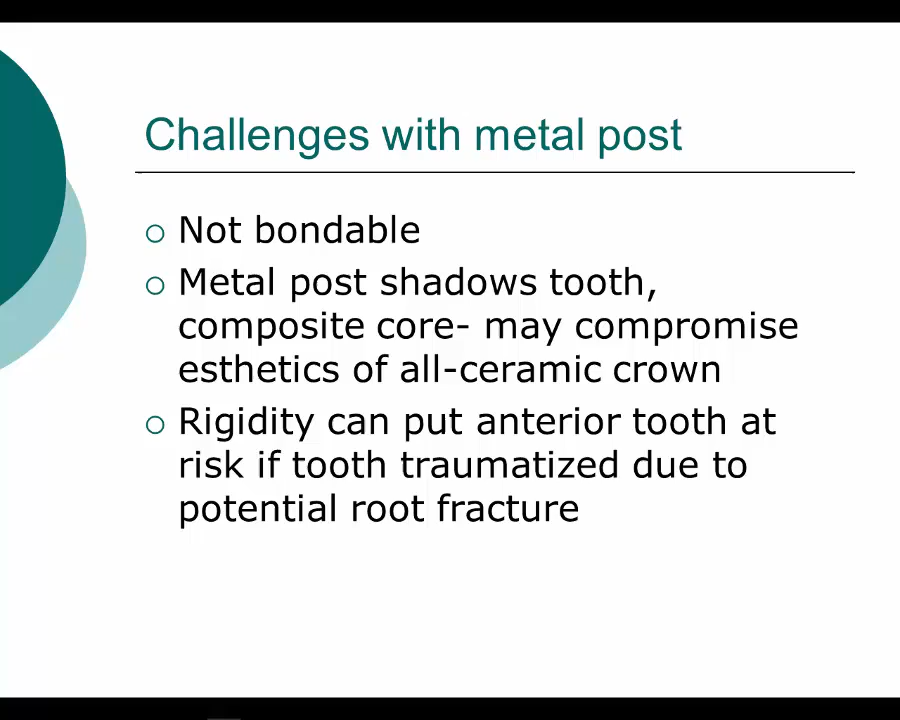 Challenges with metal post
Not bondable
Metal post shadows tooth,
composite core- may compromise
esthetics of all-ceramic crown
Rigidity can put anterior tooth at
risk if tooth traumatized due to
potential root fracture